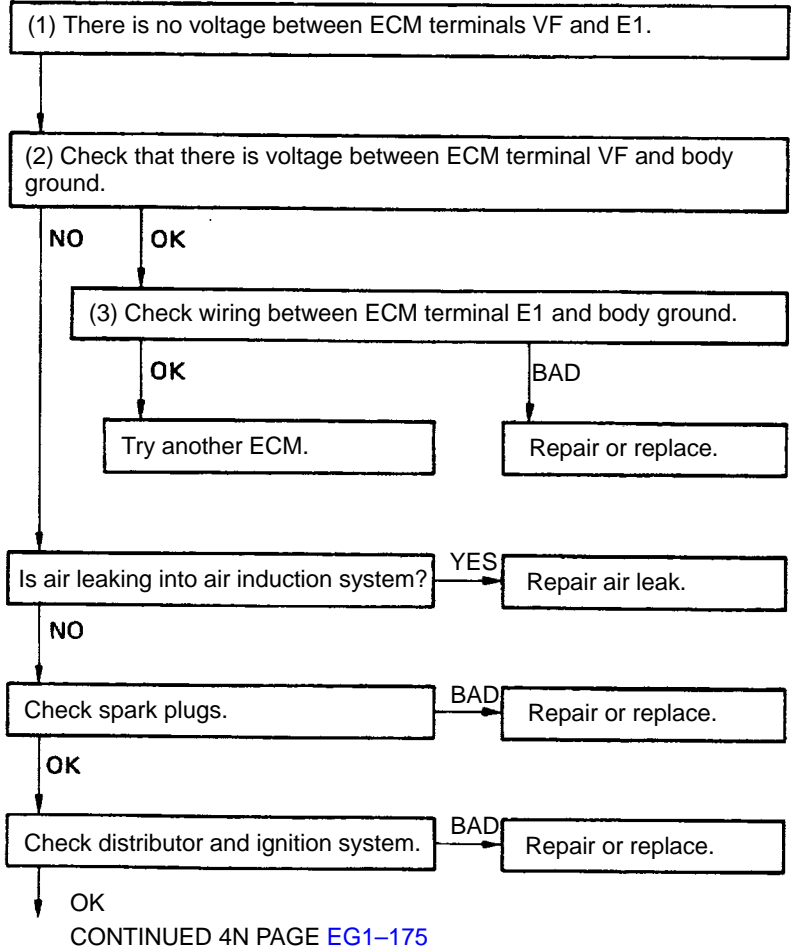 (1) There is no voltage between ECM terminals VF and E1.
(2) Check that there is voltage between ECM terminal VF and body
ground.
NO
OK
(3) Check wiring between ECM terminal E1 and body ground.
OK
BAD
Try another ECM.
Repair or replace.
Is air leaking into air induction system?
YES
Repair air leak.
NO
Check spark plugs.
BAD
Repair or replace.
OK
Check distributor and ignition system.
BAD
Repair or replace.
OK
CONTINUED 4N PAGE EG1–175